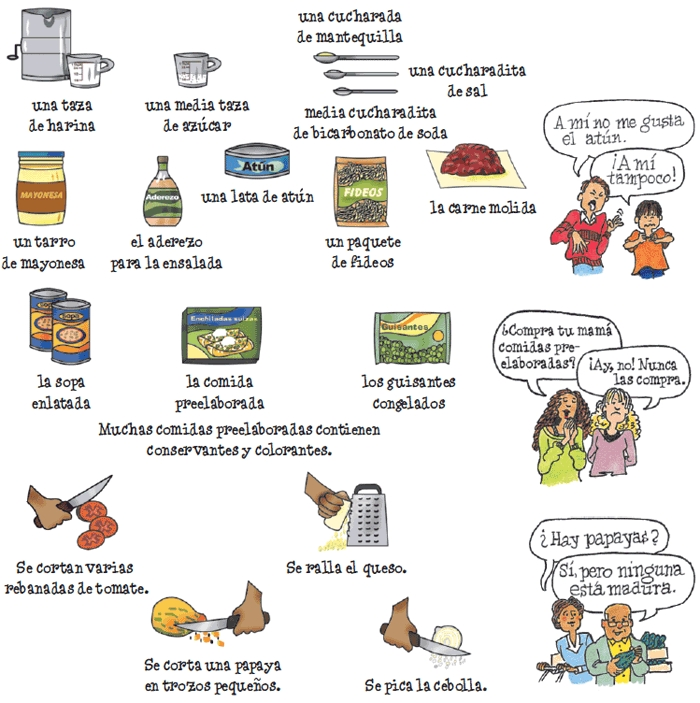 una cucharada
de mantequilla
una cucharadita
de sal
una taza
de harina
una media taza
de azúcar
media cucharadita
de bicarbonato de soda
A mí no me gusta
el atún.
¡A mí
tampoco!
MAYONESA
Aderezo
Atún
una lata de atún
FIDEOS
la carne molida
un tarro
de mayonesa
el aderezo
para la ensalada
un paquete
de fideos
Sopa
Sopa
Enchiladas suizas
Guisantes
¿Compra tu mamá
comidas pre-
elaboradas?
¡Ay, no! Nunca
las compra.
la sopa
enlatada
la comida
preelaborada
los guisantes
congelados
Muchas comidas preelaboradas contienen
conservantes y colorantes.
Se cortan varias
rebanadas de tomate.
Se ralla el queso.
¿Hay papayas?
Sí, pero ninguna
está madura.
Se corta una papaya
en trozos pequeños.
Se pica la cebolla.